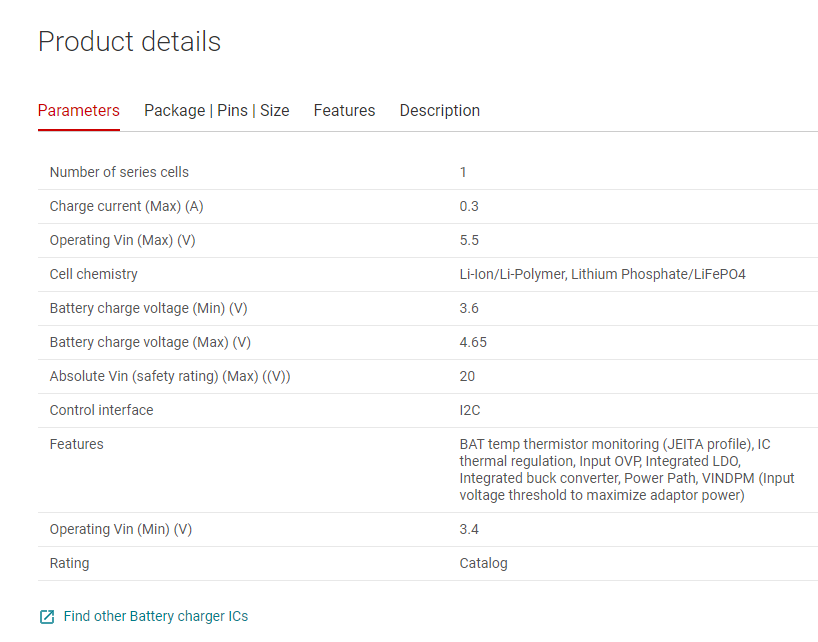 Product details
Parameters Package | Pins | Size Features Description
Number of series cells 1
Charge current (Max) (A) 0.3
Operating Vin (Max) (V) 5.5
Cell chemistry Li-Ion/Li-Polymer, Lithium Phosphate/LiFePO4
Battery charge voltage (Min) (V) 3.6
Battery charge voltage (Max) (V) 4.65
Absolute Vin (safety rating) (Max) ((V)) 20
Control interface I2C
Features BAT temp thermistor monitoring (JEITA profile), IC
thermal regulation, Input OVP, Integrated LDO,
Integrated buck converter, Power Path, VINDPM (Input
voltage threshold to maximize adaptor power)
Operating Vin (Min) (V) 3.4
Rating Catalog
Find other Battery charger ICs